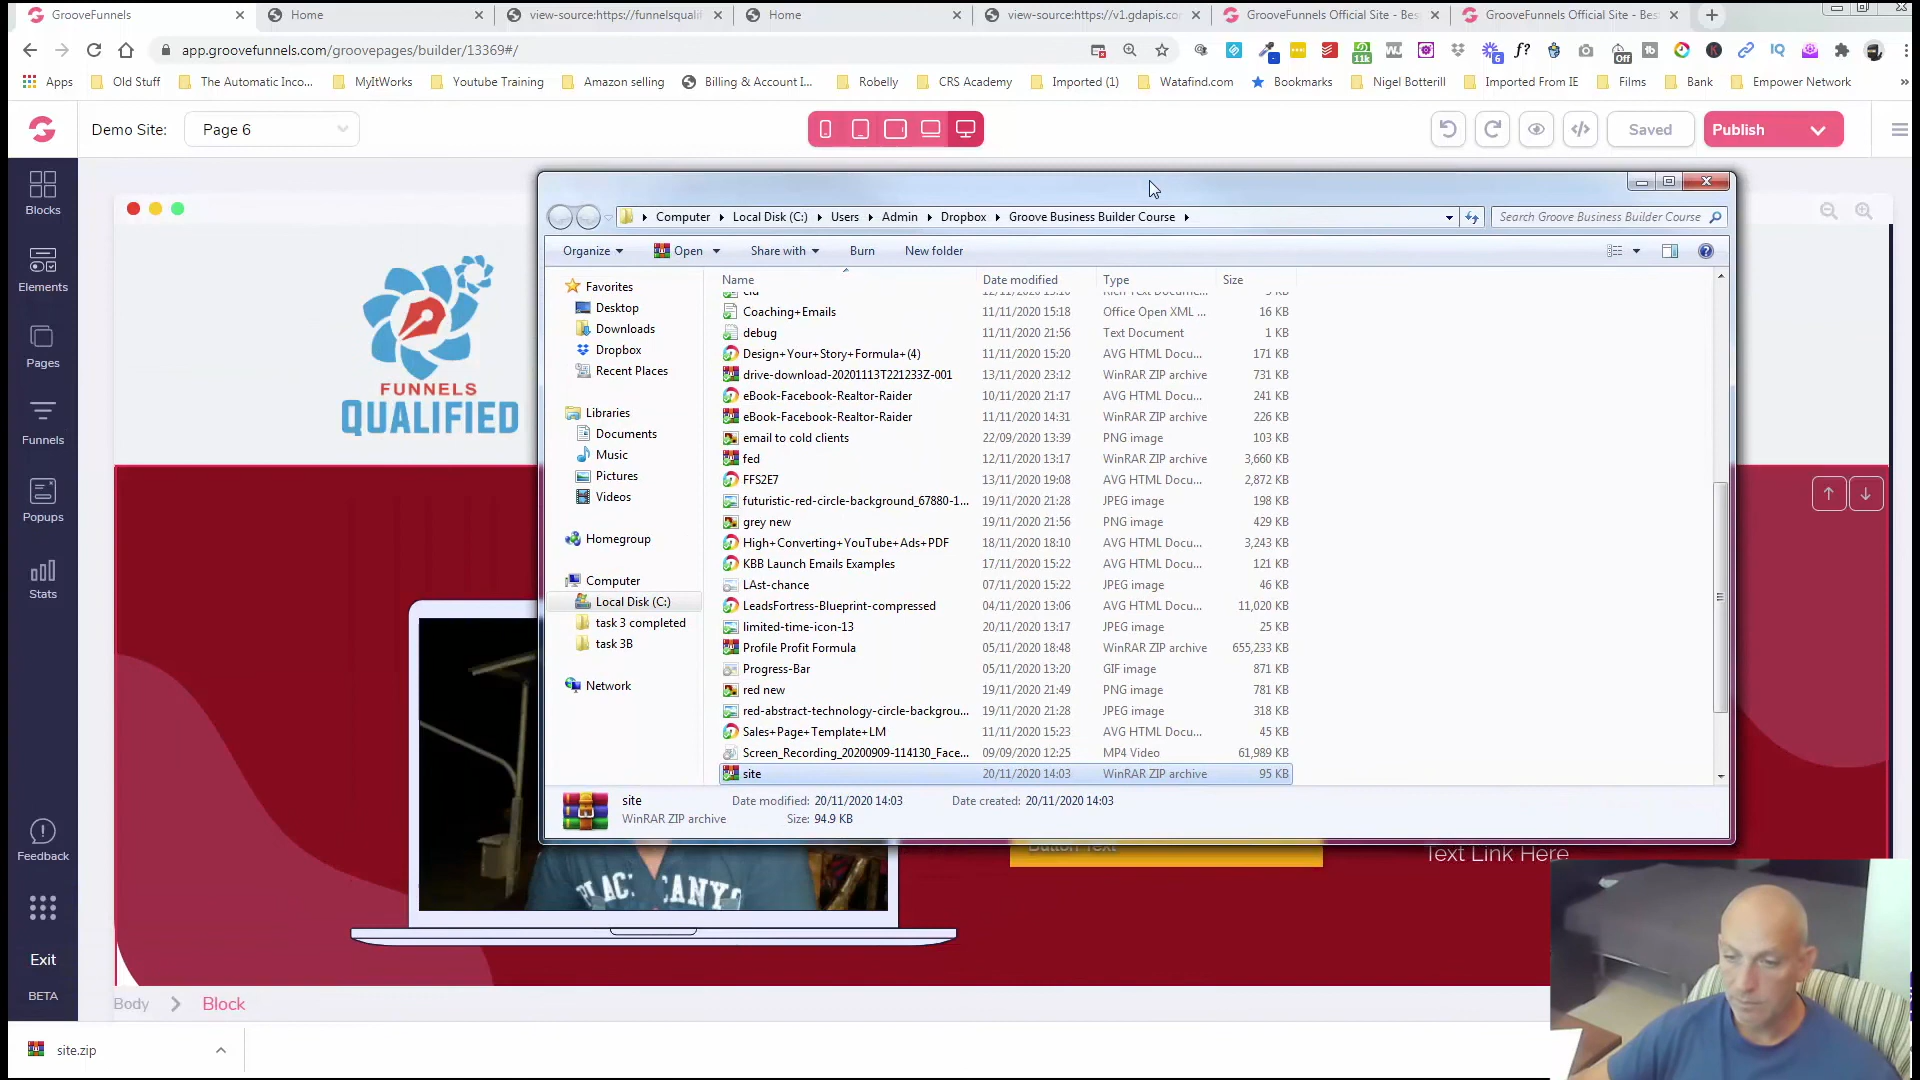 GrooveFunnels
Home
view-source:https://funnelsquali
Home
view-source:https://v1.gdapis.co
GrooveFunnels Official Site - Bes
GrooveFunnels Official Site - Bes
app.groovefunnels.com/groovepages/builder/13369#/
Apps
Old Stuff
The Automatic Inco...
MyItWorks
Youtube Training
Amazon selling
Billing & Account I...
Robelly
CRS Academy
Imported (1)
Watafind.com
Bookmarks
Nigel Botterill
Imported From IE
Films
Bank
Empower Network
Demo Site:
Page 6
Saved
Publish
Blocks
Elements
Pages
Funnels
Popups
Stats
Feedback
Exit
BETA
FUNNELS
QUALIFIED
Computer
Local Disk (C:)
Users
Admin
Dropbox
Groove Business Builder Course
Search Groove Business Builder Course
Organize
Open
Share with
Burn
New folder
Favorites
Desktop
Downloads
Dropbox
Recent Places
Libraries
Documents
Music
Pictures
Videos
Homegroup
Computer
Local Disk (C:)
task 3 completed
task 3B
Network
Name Date modified Type Size
Coaching+Emails 11/11/2020 15:18 Office Open XML ... 16 KB
debug 11/11/2020 21:56 Text Document 1 KB
Design+Your+Story+Formula+(4) 11/11/2020 15:20 AVG HTML Docu... 171 KB
drive-download-20201113T221233Z-001 13/11/2020 23:12 WinRAR ZIP archive 731 KB
eBook-Facebook-Realtor-Raider 10/11/2020 21:17 AVG HTML Docu... 241 KB
eBook-Facebook-Realtor-Raider 11/11/2020 14:31 WinRAR ZIP archive 226 KB
email to cold clients 22/09/2020 13:39 PNG image 103 KB
fed 12/11/2020 13:17 WinRAR ZIP archive 3,660 KB
FFS2E7 13/11/2020 19:08 AVG HTML Docu... 2,872 KB
futuristic-red-circle-background_67880-1... 19/11/2020 21:28 JPEG image 198 KB
grey new 19/11/2020 21:56 PNG image 429 KB
High+Converting+YouTube+Ads+PDF 18/11/2020 18:10 AVG HTML Docu... 3,243 KB
KBB Launch Emails Examples 17/11/2020 15:22 AVG HTML Docu... 121 KB
LAst-chance 07/11/2020 15:22 JPEG image 46 KB
LeadsFortress-Blueprint-compressed 04/11/2020 13:06 AVG HTML Docu... 11,020 KB
limited-time-icon-13 20/11/2020 13:17 JPEG image 25 KB
Profile Profit Formula 05/11/2020 18:48 WinRAR ZIP archive 655,233 KB
Progress-Bar 05/11/2020 13:20 GIF image 871 KB
red new 19/11/2020 21:49 PNG image 781 KB
red-abstract-technology-circle-backgrou... 19/11/2020 21:28 JPEG image 318 KB
Sales+Page+Template+LM 11/11/2020 15:23 AVG HTML Docu... 45 KB
Screen_Recording_20200909-114130_Face... 09/09/2020 12:25 MP4 Video 61,989 KB
site 20/11/2020 14:03 WinRAR ZIP archive 95 KB
site Date modified: 20/11/2020 14:03 Date created: 20/11/2020 14:03
WinRAR ZIP archive Size: 94.9 KB
Button Text
Text Link Here
Body
Block
site.zip